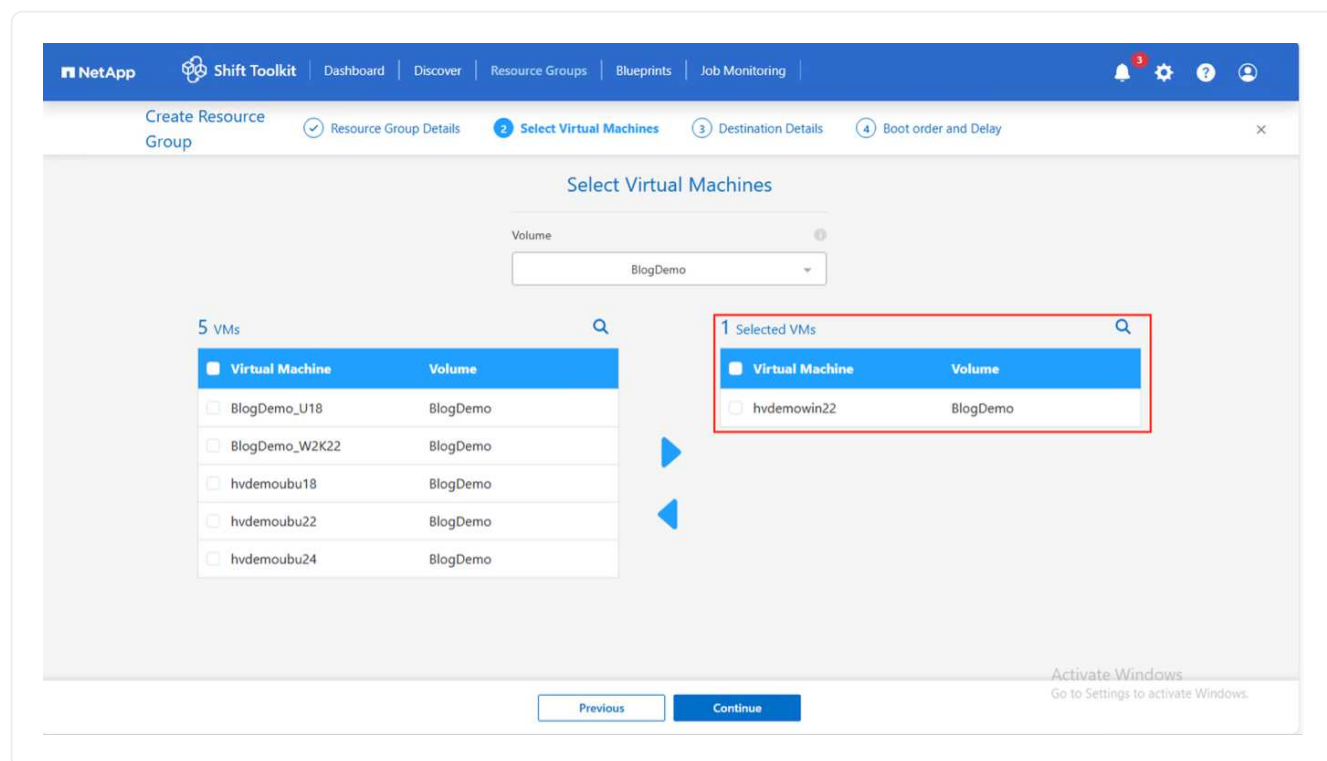 NetApp
Shift Toolkit
Dashboard
Discover
Resource Groups
Blueprints
Job Monitoring
3
?
Create Resource
Group
Resource Group Details
2 Select Virtual Machines
3 Destination Details
4 Boot order and Delay
×
Select Virtual Machines
Volume
BlogDemo
5 VMs
Virtual Machine Volume
BlogDemo_U18 BlogDemo
BlogDemo_W2K22 BlogDemo
hvdemoubu18 BlogDemo
hvdemoubu22 BlogDemo
hvdemoubu24 BlogDemo
1 Selected VMs
Virtual Machine Volume
hvdemowin22 BlogDemo
Previous
Continue
Activate Windows
Go to Settings to activate Windows.